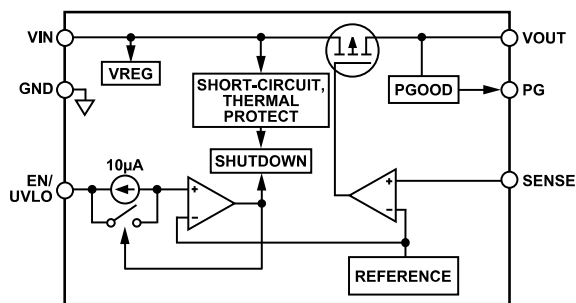 VIN
VOUT
VREG
GND
SHORT-CIRCUIT,
THERMAL
PROTECT
PGOOD
PG
EN/
UVLO
10µA
SHUTDOWN
+
−
+
−
SENSE
REFERENCE